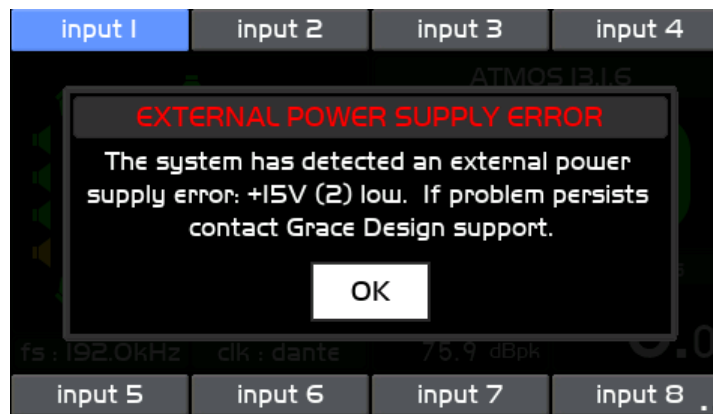 input 1 input 2 input 3 input 4
ATMOS 13.1.6
EXTERNAL POWER SUPPLY ERROR
The system has detected an external power
supply error: +15V (2) low. If problem persists
contact Grace Design support.
OK
fs : 192.0kHz clk : dante 75.9 dBpk .0
input 5 input 6 input 7 input 8